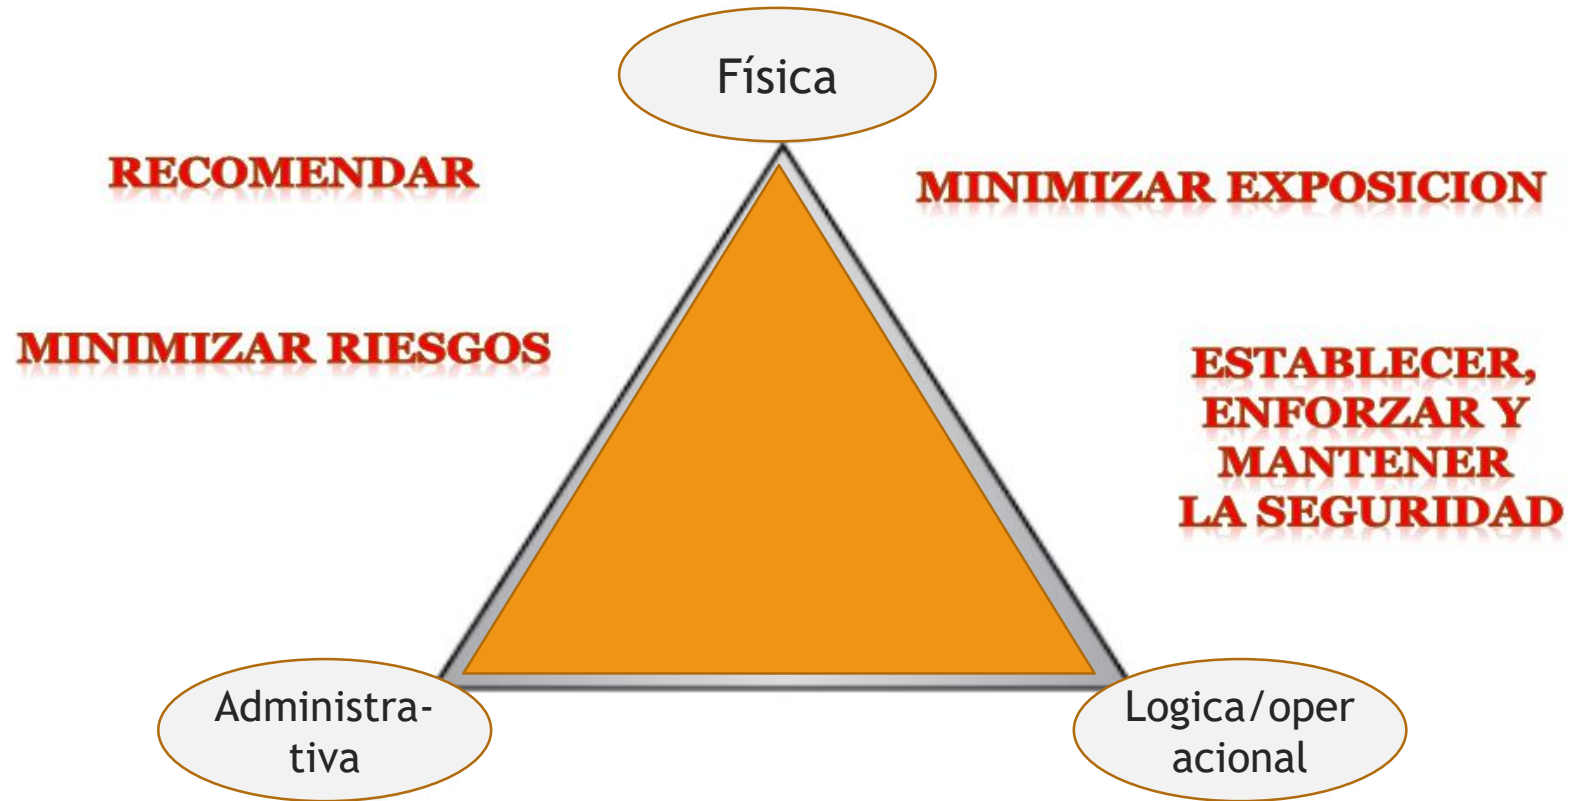 Física
RECOMENDAR
MINIMIZAR EXPOSICION
MINIMIZAR RIESGOS
ESTABLECER,
ENFORZAR Y
MANTENER
LA SEGURIDAD
Administra-
tiva
Logica/oper
acional